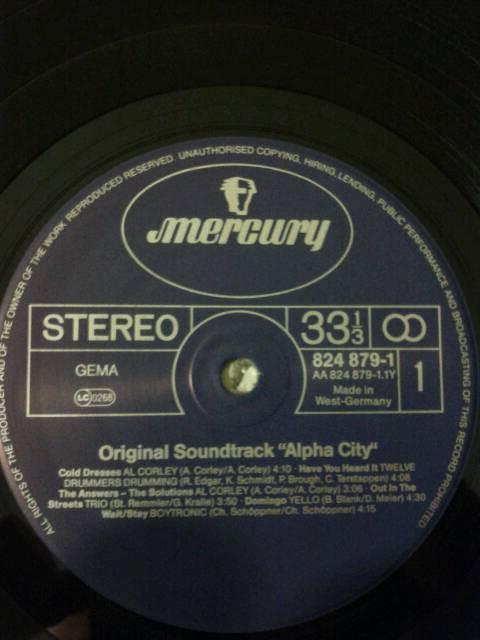 ALL RIGHTS OF THE PRODUCER AND OF THE OWNER OF THE WORK REPRODUCED RESERVED. UNAUTHORISED COPYING, HIRING, LENDING, PUBLIC PERFORMANCE AND BROADCASTING OF THIS RECORD PROHIBITED
mercury
STEREO
33 1/3
∞
GEMA
LC 0268
824 879-1
AA 824 879-1.1Y
Made in
West-Germany
1
Original Soundtrack "Alpha City"
Cold Dresses AL CORLEY (A. Corley/A. Corley) 4:10 · Have You Heard It TWELVE
DRUMMERS DRUMMING (R. Edgar, K. Schmidt, P. Brough, C. Terstappen) 4:08
The Answers – The Solutions AL CORLEY (A. Corley/A. Corley) 3:06 · Out In The
Streets TRIO (St. Remmler/G. Kralle) 3:50 · Domingo YELLO (B. Blank/D. Meier) 4:30
Wait/Stay BOYTRONIC (Ch. Schöppner/Ch. Schöppner) 4:15